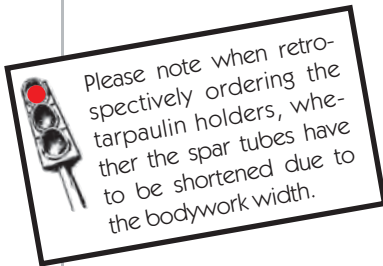 Please note when retro-
spectively ordering the
tarpaulin holders, whe-
ther the spar tubes have
to be shortened due to
the bodywork width.